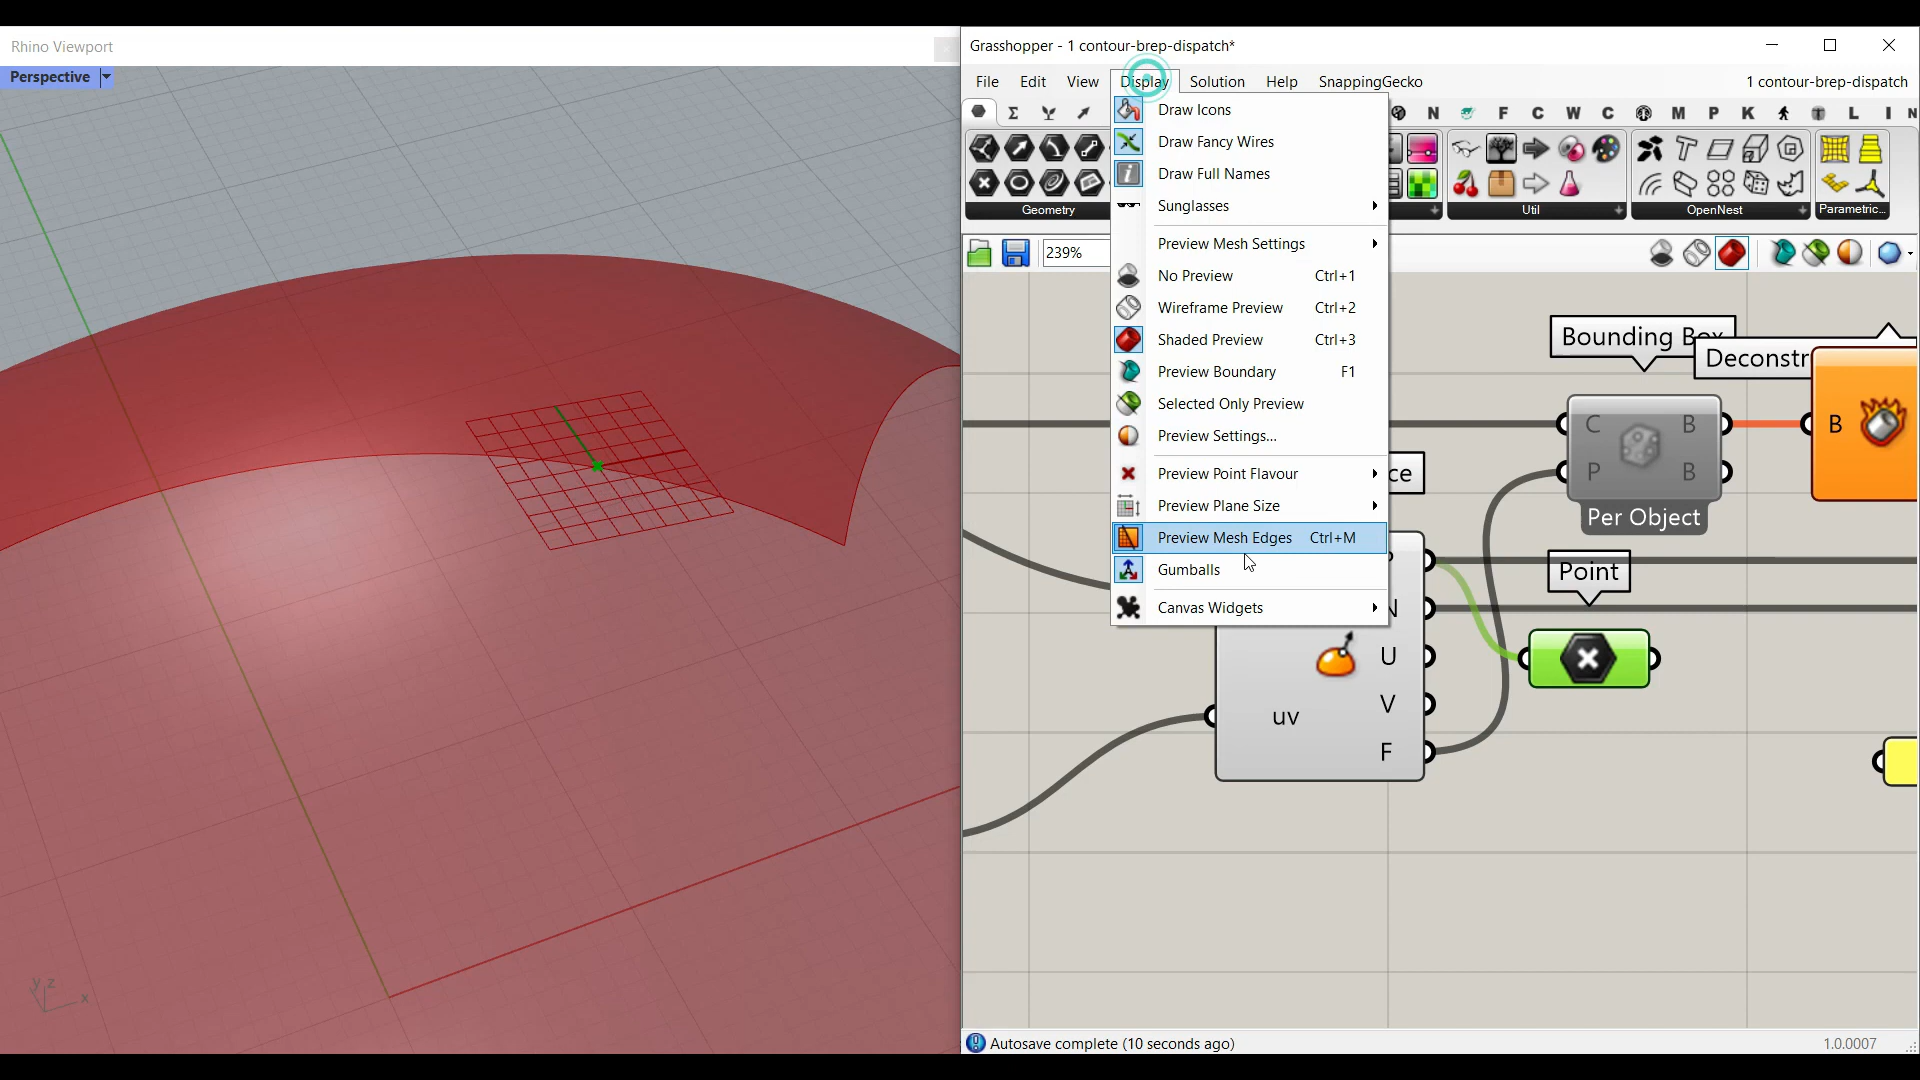 Rhino Viewport
Perspective
y z
x
Grasshopper - 1 contour-brep-dispatch*
File Edit View Display Solution Help SnappingGecko 1 contour-brep-dispatch
Σ N F C W C M P K L I N
Geometry Util OpenNest Parametric...
239%
Draw Icons
Draw Fancy Wires
Draw Full Names
Sunglasses
Preview Mesh Settings
No Preview Ctrl+1
Wireframe Preview Ctrl+2
Shaded Preview Ctrl+3
Preview Boundary F1
Selected Only Preview
Preview Settings...
Preview Point Flavour
Preview Plane Size
Preview Mesh Edges Ctrl+M
Gumballs
Canvas Widgets
Bounding Box
Deconstr
C B
P B
Per Object
B
ce
Point
N
U
V
F
uv
Autosave complete (10 seconds ago)
1.0.0007